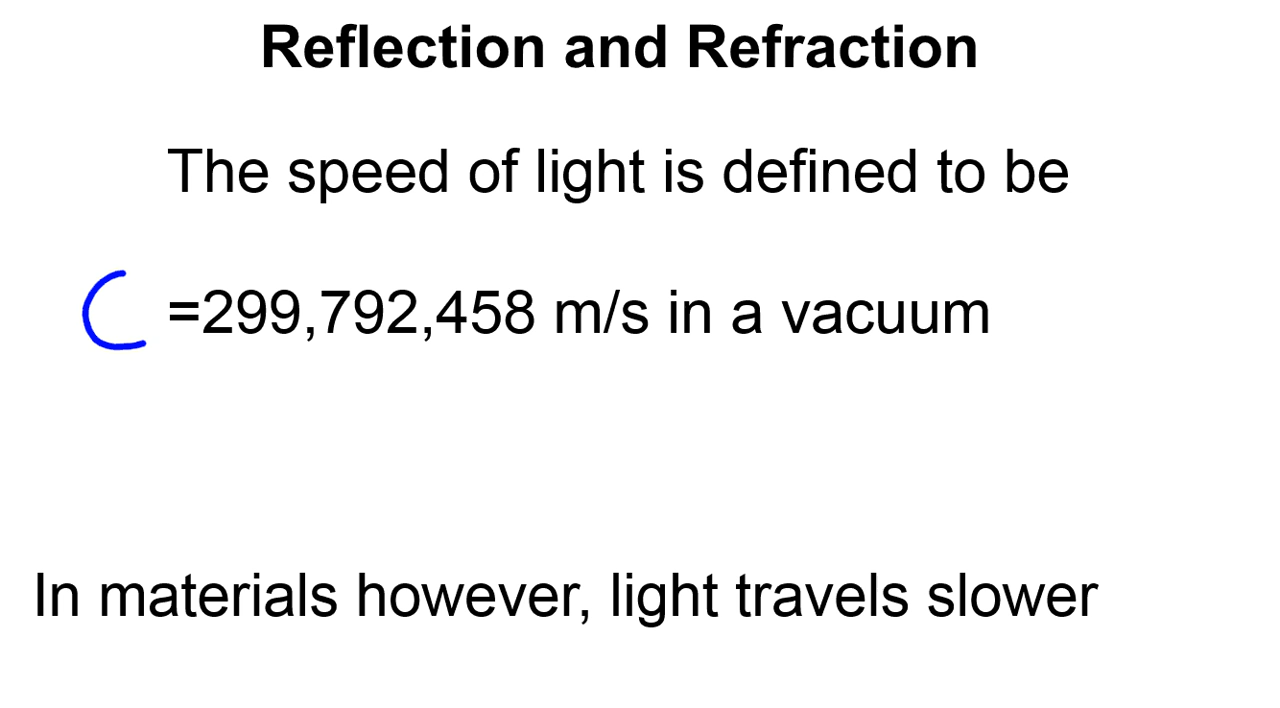 Reflection and Refraction
The speed of light is defined to be
C =299,792,458 m/s in a vacuum
In materials however, light travels slower